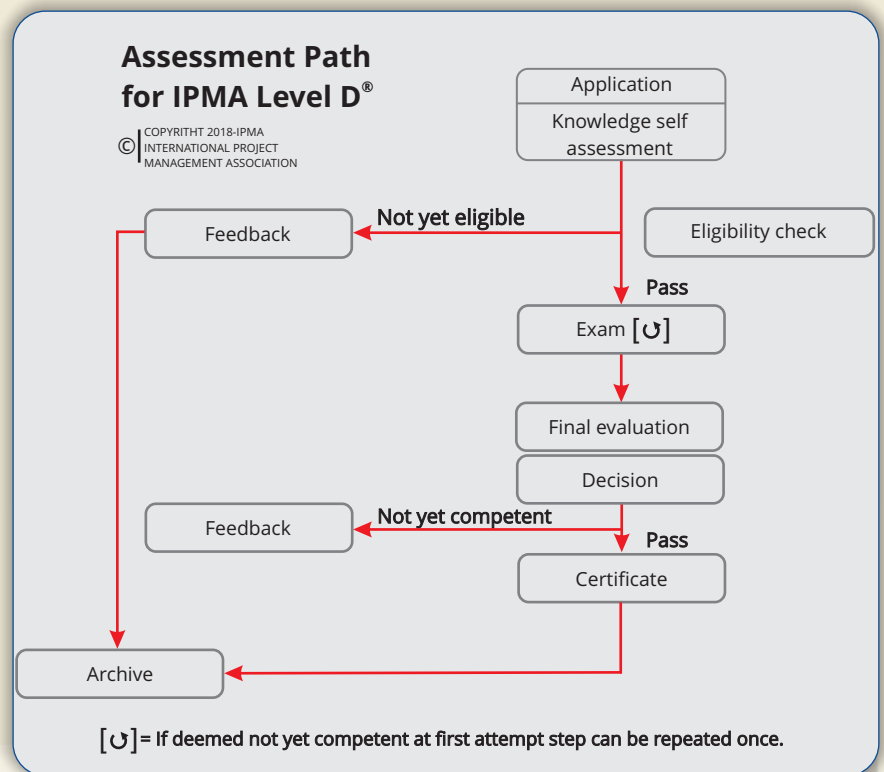 Assessment Path
for IPMA Level D®
© COPYRITHT 2018-IPMA
INTERNATIONAL PROJECT
MANAGEMENT ASSOCIATION
Application
Knowledge self
assessment
Not yet eligible
Feedback
Eligibility check
Pass
Exam [↺]
Final evaluation
Decision
Not yet competent
Feedback
Pass
Certificate
Archive
[↺]= If deemed not yet competent at first attempt step can be repeated once.